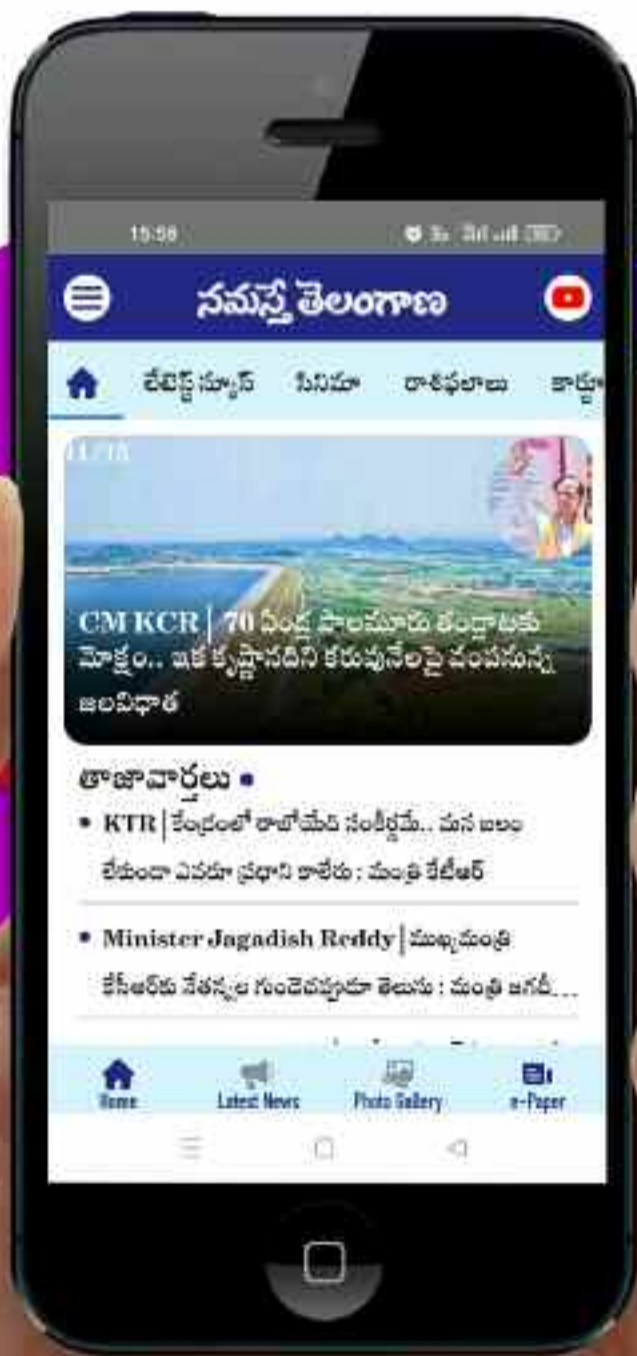 15:58
నమస్తే తెలంగాణ
లేటెస్ట్ న్యూస్ సినిమా రాశిఫలాలు కార్టూ
11/15
CM KCR | 70 ఏండ్ల పాలమూరు తండ్లాటకు
మోక్షం.. ఇక కృష్ణానదిని కరువునేలపై వంపనున్న
జలవిధాత
తాజావార్తలు
KTR | కేంద్రంలో రాబోయేది సంకీర్ణమే.. మన బలం
లేకుండా ఎవరూ ప్రధాని కాలేరు : మంత్రి కేటీఆర్
Minister Jagadish Reddy | ముఖ్యమంత్రి
కేసీఆర్‌కు నేతన్నల గుండెచప్పుడూ తెలుసు : మంత్రి జగదీ...
Home Latest News Photo Gallery e-Paper